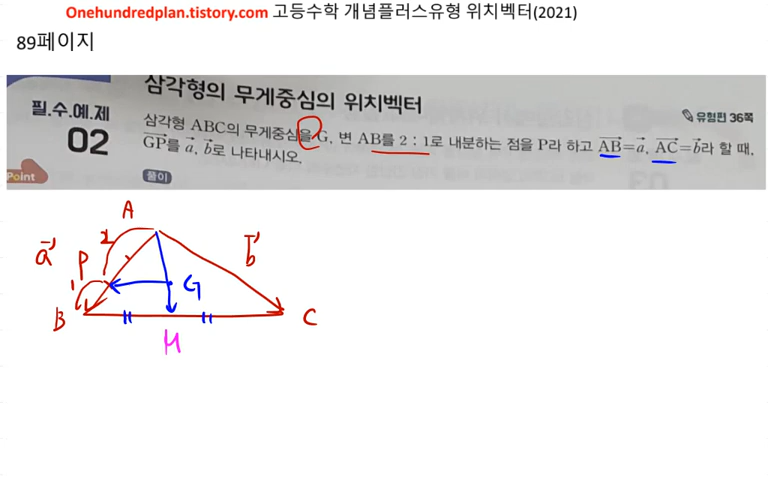 Onehundredplan.tistory.com 고등수학 개념플러스유형 위치벡터(2021)
89페이지
삼각형의 무게중심의 위치벡터
필.수.예.제
02
유형편 36쪽
삼각형 ABC의 무게중심을 G, 변 AB를 2 : 1로 내분하는 점을 P라 하고 AB=a, AC=b라 할 때,
GP를 a, b로 나타내시오.
Point
풀이
A
2
a
P
b
1
G
B
C
M